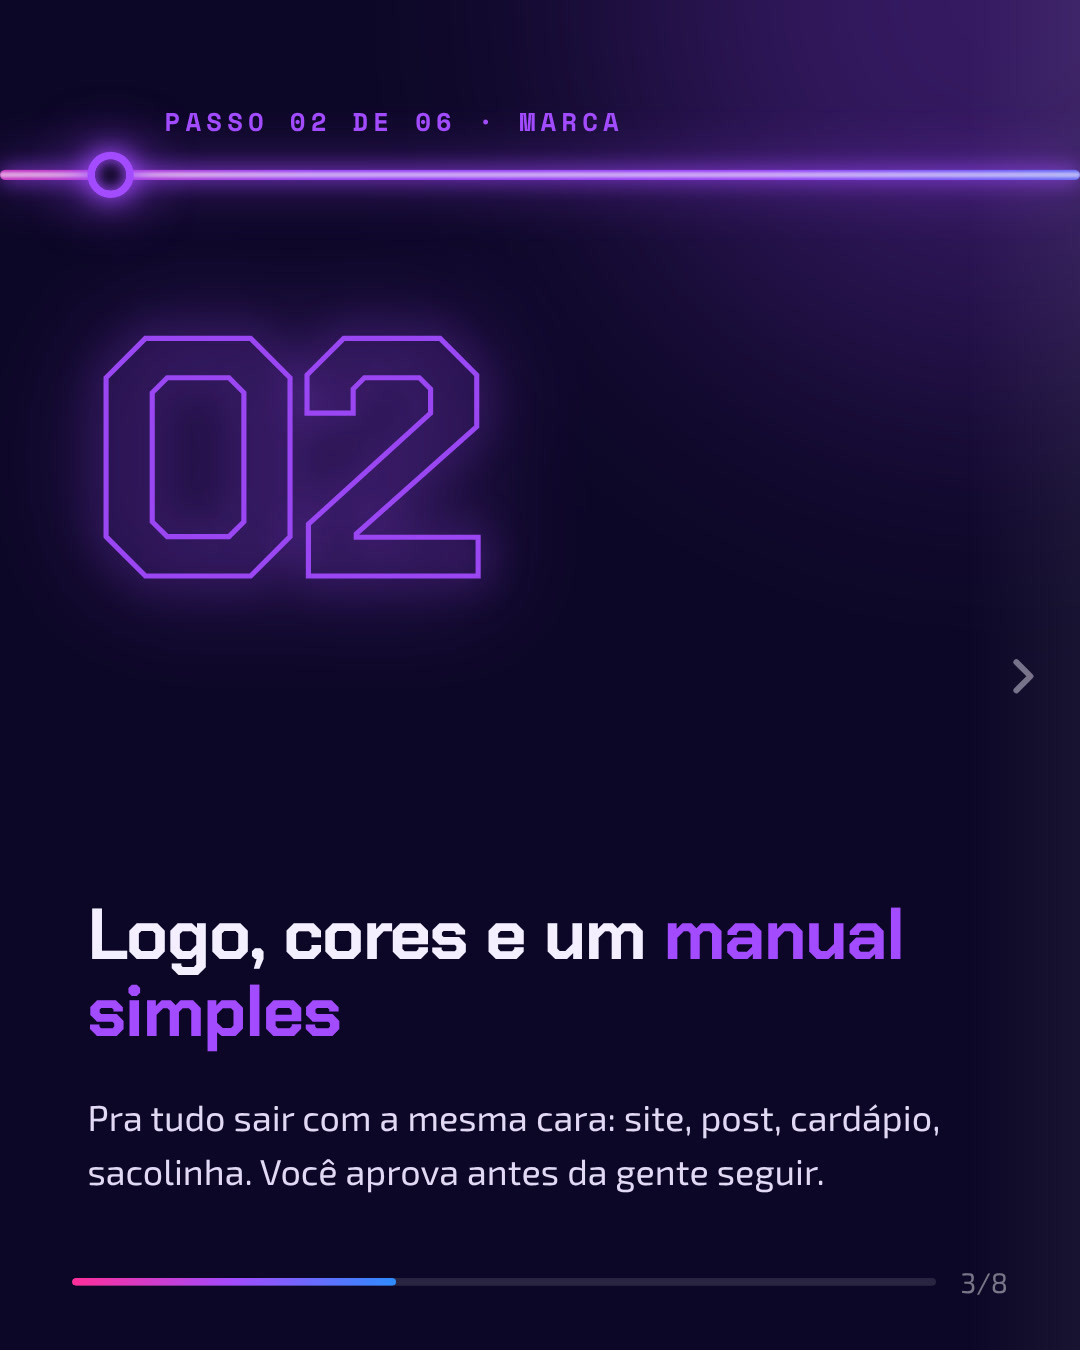 PASSO 02 DE 06 · MARCA
02
Logo, cores e um manual
simples
Pra tudo sair com a mesma cara: site, post, cardápio,
sacolinha. Você aprova antes da gente seguir.
3/8